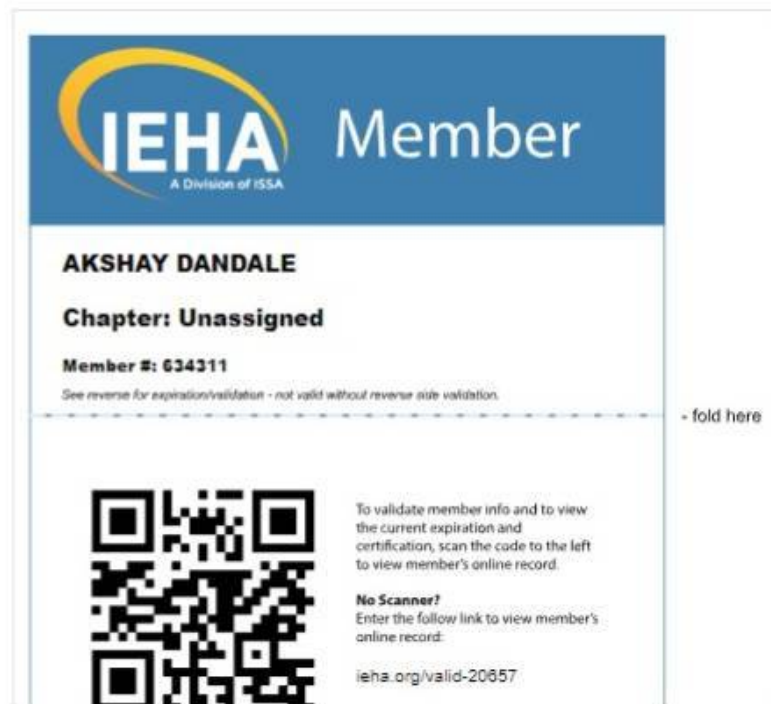 IEHA
A Division of ISSA
Member
AKSHAY DANDALE
Chapter: Unassigned
Member #: 634311
See reverse for expiration/validation - not valid without reverse side validation.
- fold here
To validate member info and to view
the current expiration and
certification, scan the code to the left
to view member's online record.
No Scanner?
Enter the follow link to view member's
online record:
ieha.org/valid-20657